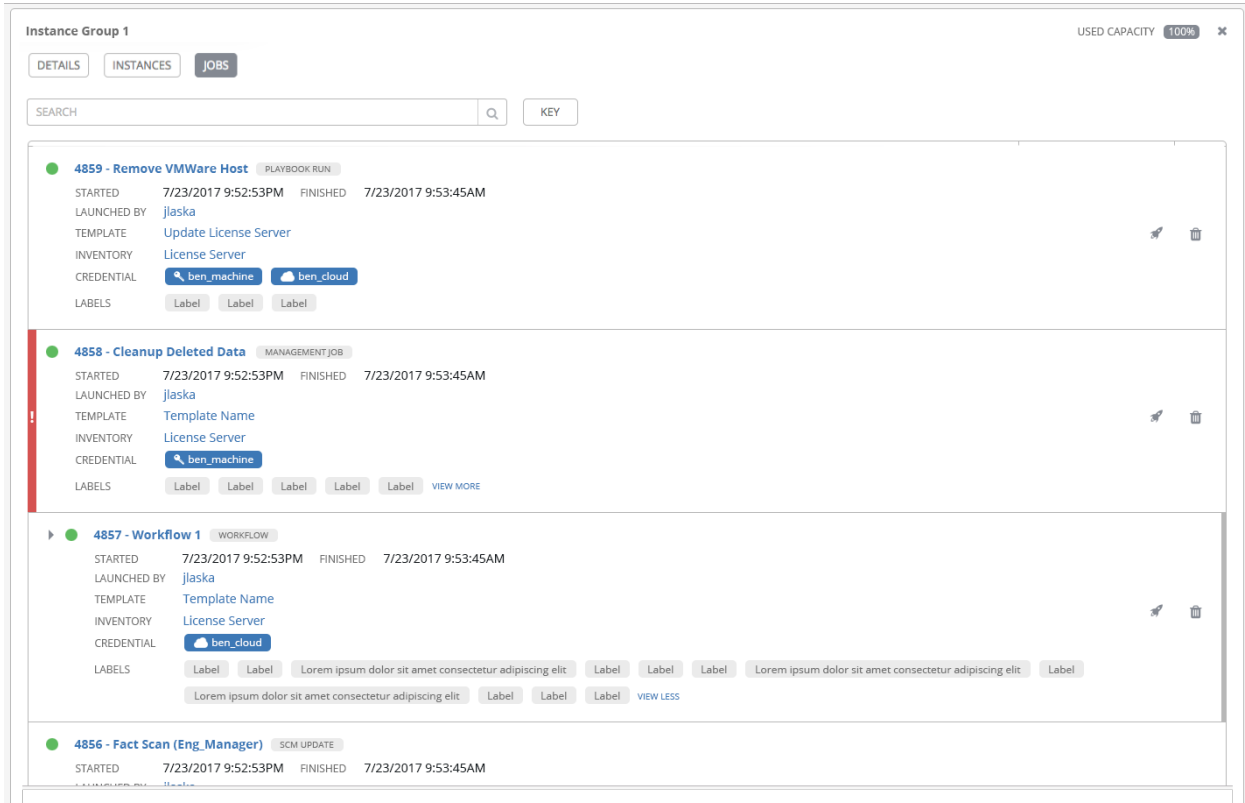 Instance Group 1 USED CAPACITY 100%
DETAILS INSTANCES JOBS
SEARCH KEY
4859 - Remove VMWare Host PLAYBOOK RUN
STARTED 7/23/2017 9:52:53PM FINISHED 7/23/2017 9:53:45AM
LAUNCHED BY jlaska
TEMPLATE Update License Server
INVENTORY License Server
CREDENTIAL ben_machine ben_cloud
LABELS Label Label Label
4858 - Cleanup Deleted Data MANAGEMENT JOB
STARTED 7/23/2017 9:52:53PM FINISHED 7/23/2017 9:53:45AM
LAUNCHED BY jlaska
TEMPLATE Template Name
INVENTORY License Server
CREDENTIAL ben_machine
LABELS Label Label Label Label Label VIEW MORE
4857 - Workflow 1 WORKFLOW
STARTED 7/23/2017 9:52:53PM FINISHED 7/23/2017 9:53:45AM
LAUNCHED BY jlaska
TEMPLATE Template Name
INVENTORY License Server
CREDENTIAL ben_cloud
LABELS Label Label Lorem ipsum dolor sit amet consectetur adipiscing elit Label Label Label Lorem ipsum dolor sit amet consectetur adipiscing elit Label
Lorem ipsum dolor sit amet consectetur adipiscing elit Label Label Label VIEW LESS
4856 - Fact Scan (Eng_Manager) SCM UPDATE
STARTED 7/23/2017 9:52:53PM FINISHED 7/23/2017 9:53:45AM